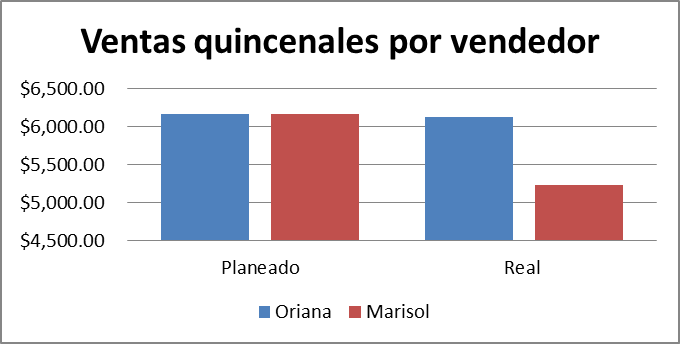 Ventas quincenales por vendedor
$6,500.00
$6,000.00
$5,500.00
$5,000.00
$4,500.00
Planeado Real
Oriana Marisol